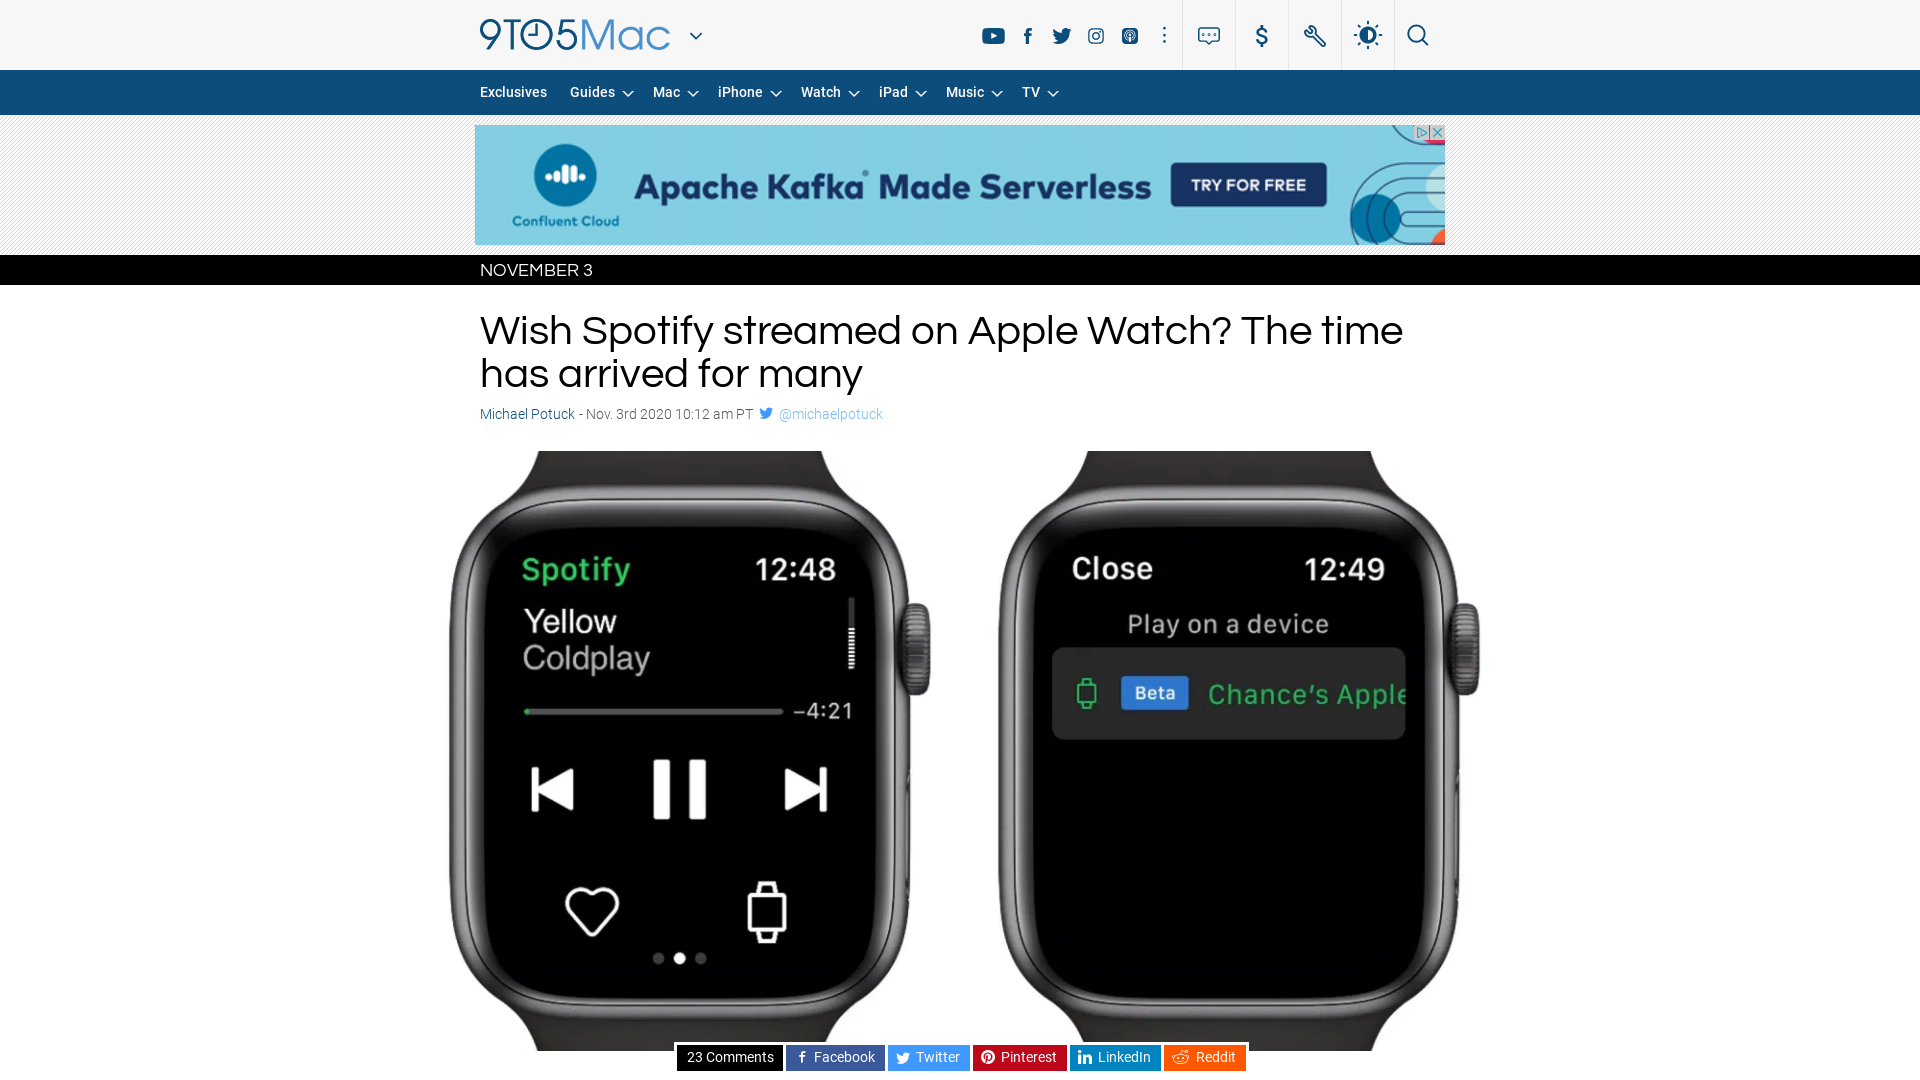 9TO5Mac
Exclusives Guides Mac iPhone Watch iPad Music TV
Confluent Cloud
Apache Kafka® Made Serverless
TRY FOR FREE
NOVEMBER 3
Wish Spotify streamed on Apple Watch? The time
has arrived for many
Michael Potuck - Nov. 3rd 2020 10:12 am PT @michaelpotuck
Spotify 12:48
Yellow
Coldplay
-4:21
Close 12:49
Play on a device
Beta Chance's Apple
23 Comments Facebook Twitter Pinterest LinkedIn Reddit